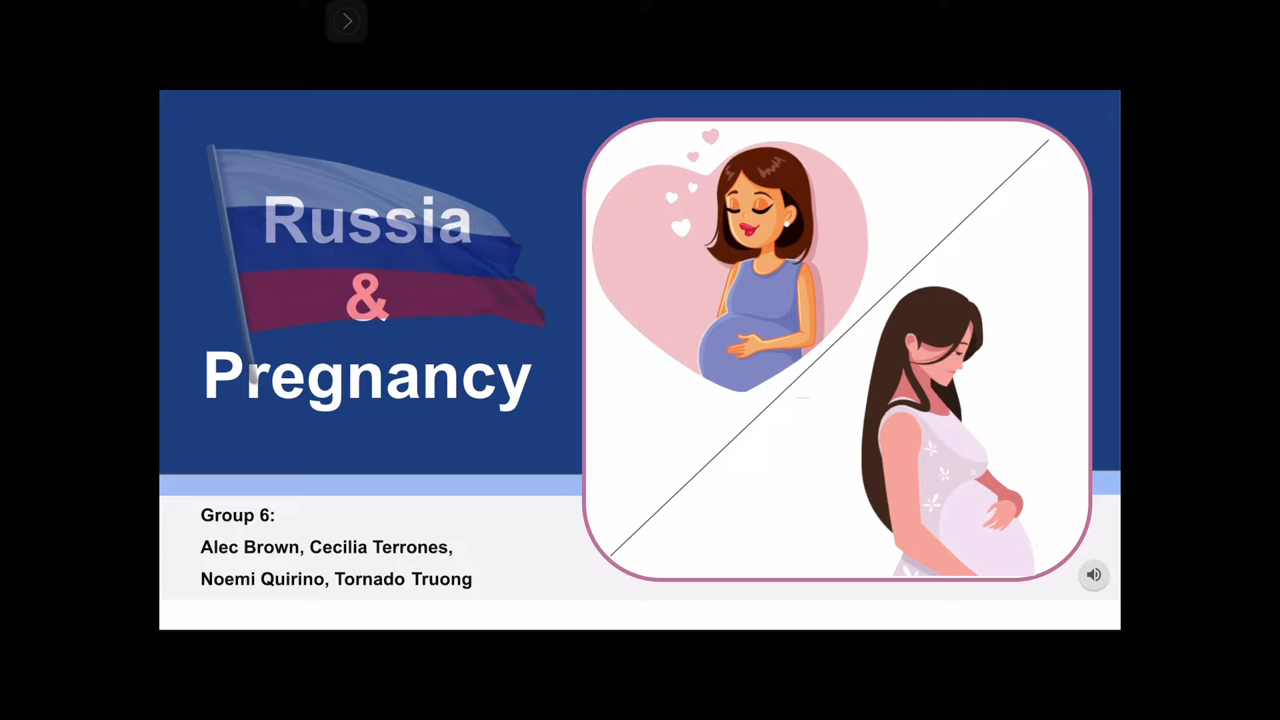 Russia
&
Pregnancy
Group 6:
Alec Brown, Cecilia Terrones,
Noemi Quirino, Tornado Truong